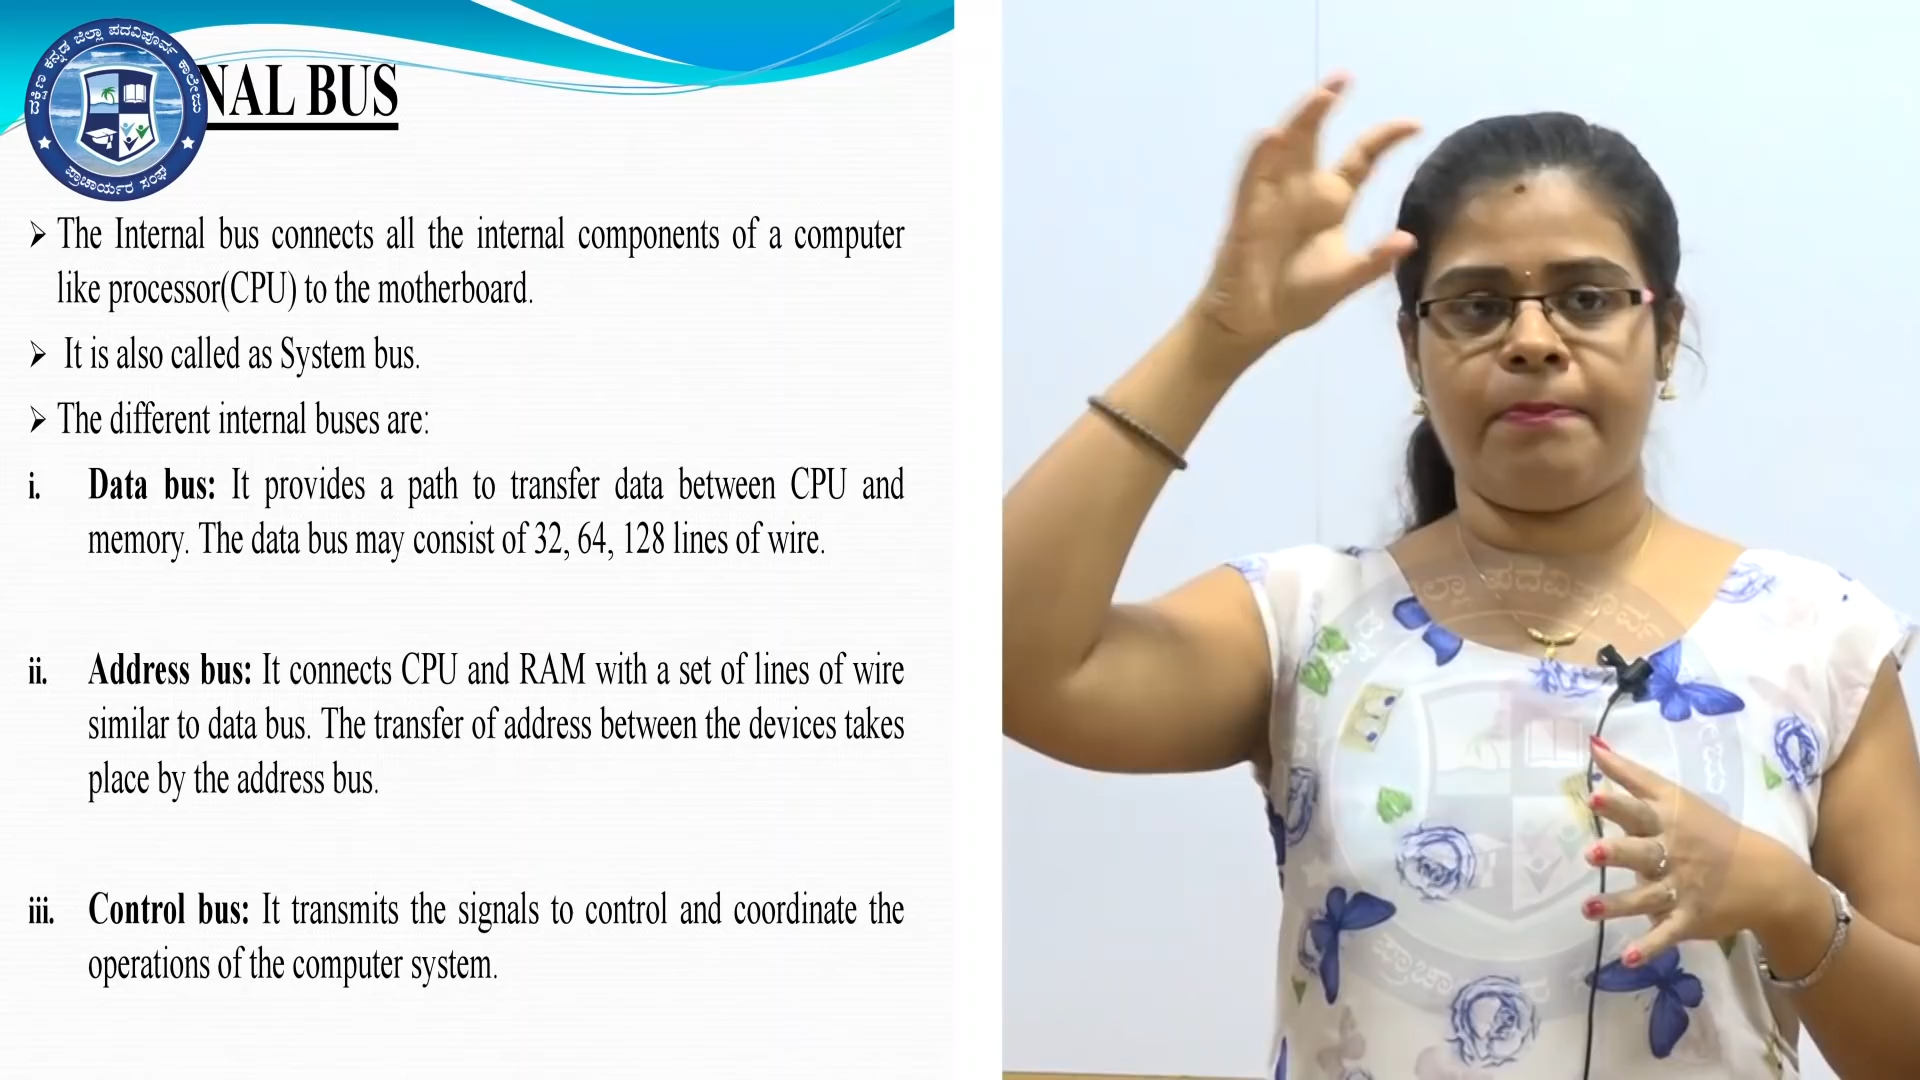 ದಕ್ಷಿಣ ಕನ್ನಡ ಜಿಲ್ಲಾ ಪದವಿಪೂರ್ವ ಕಾಲೇಜು
ಪ್ರಾಚಾರ್ಯರ ಸಂಘ
NAL BUS
➢ The Internal bus connects all the internal components of a computer
like processor(CPU) to the motherboard.
➢ It is also called as System bus.
➢ The different internal buses are:
i. Data bus: It provides a path to transfer data between CPU and
memory. The data bus may consist of 32, 64, 128 lines of wire.
ii. Address bus: It connects CPU and RAM with a set of lines of wire
similar to data bus. The transfer of address between the devices takes
place by the address bus.
iii. Control bus: It transmits the signals to control and coordinate the
operations of the computer system.